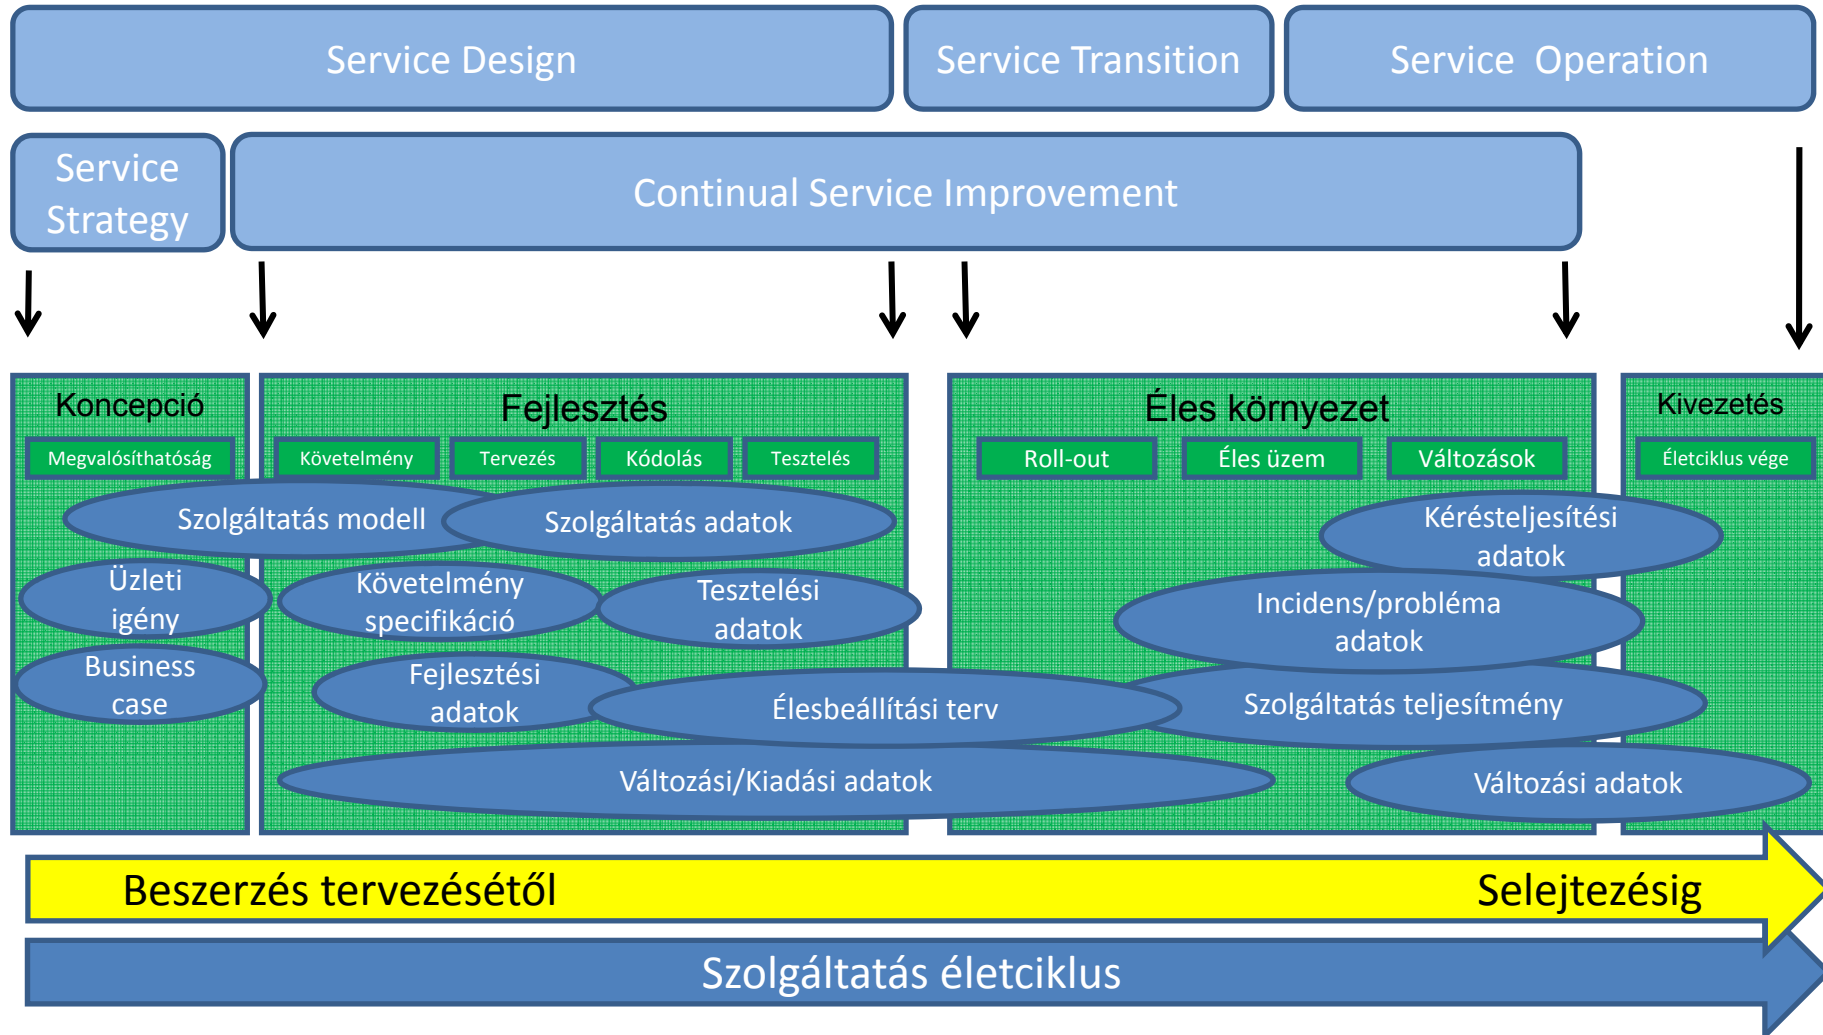 Service Design
Service Transition
Service Operation
Service
Strategy
Continual Service Improvement
Koncepció
Fejlesztés
Éles környezet
Kivezetés
Megvalósíthatóság
Követelmény
Tervezés
Kódolás
Tesztelés
Roll-out
Éles üzem
Változások
Életciklus vége
Szolgáltatás modell
Szolgáltatás adatok
Kérésteljesítési
adatok
Üzleti
igény
Követelmény
specifikáció
Tesztelési
adatok
Incidens/probléma
adatok
Business
case
Fejlesztési
adatok
Élesbeállítási terv
Szolgáltatás teljesítmény
Változási/Kiadási adatok
Változási adatok
Beszerzés tervezésétől
Selejtezésig
Szolgáltatás életciklus